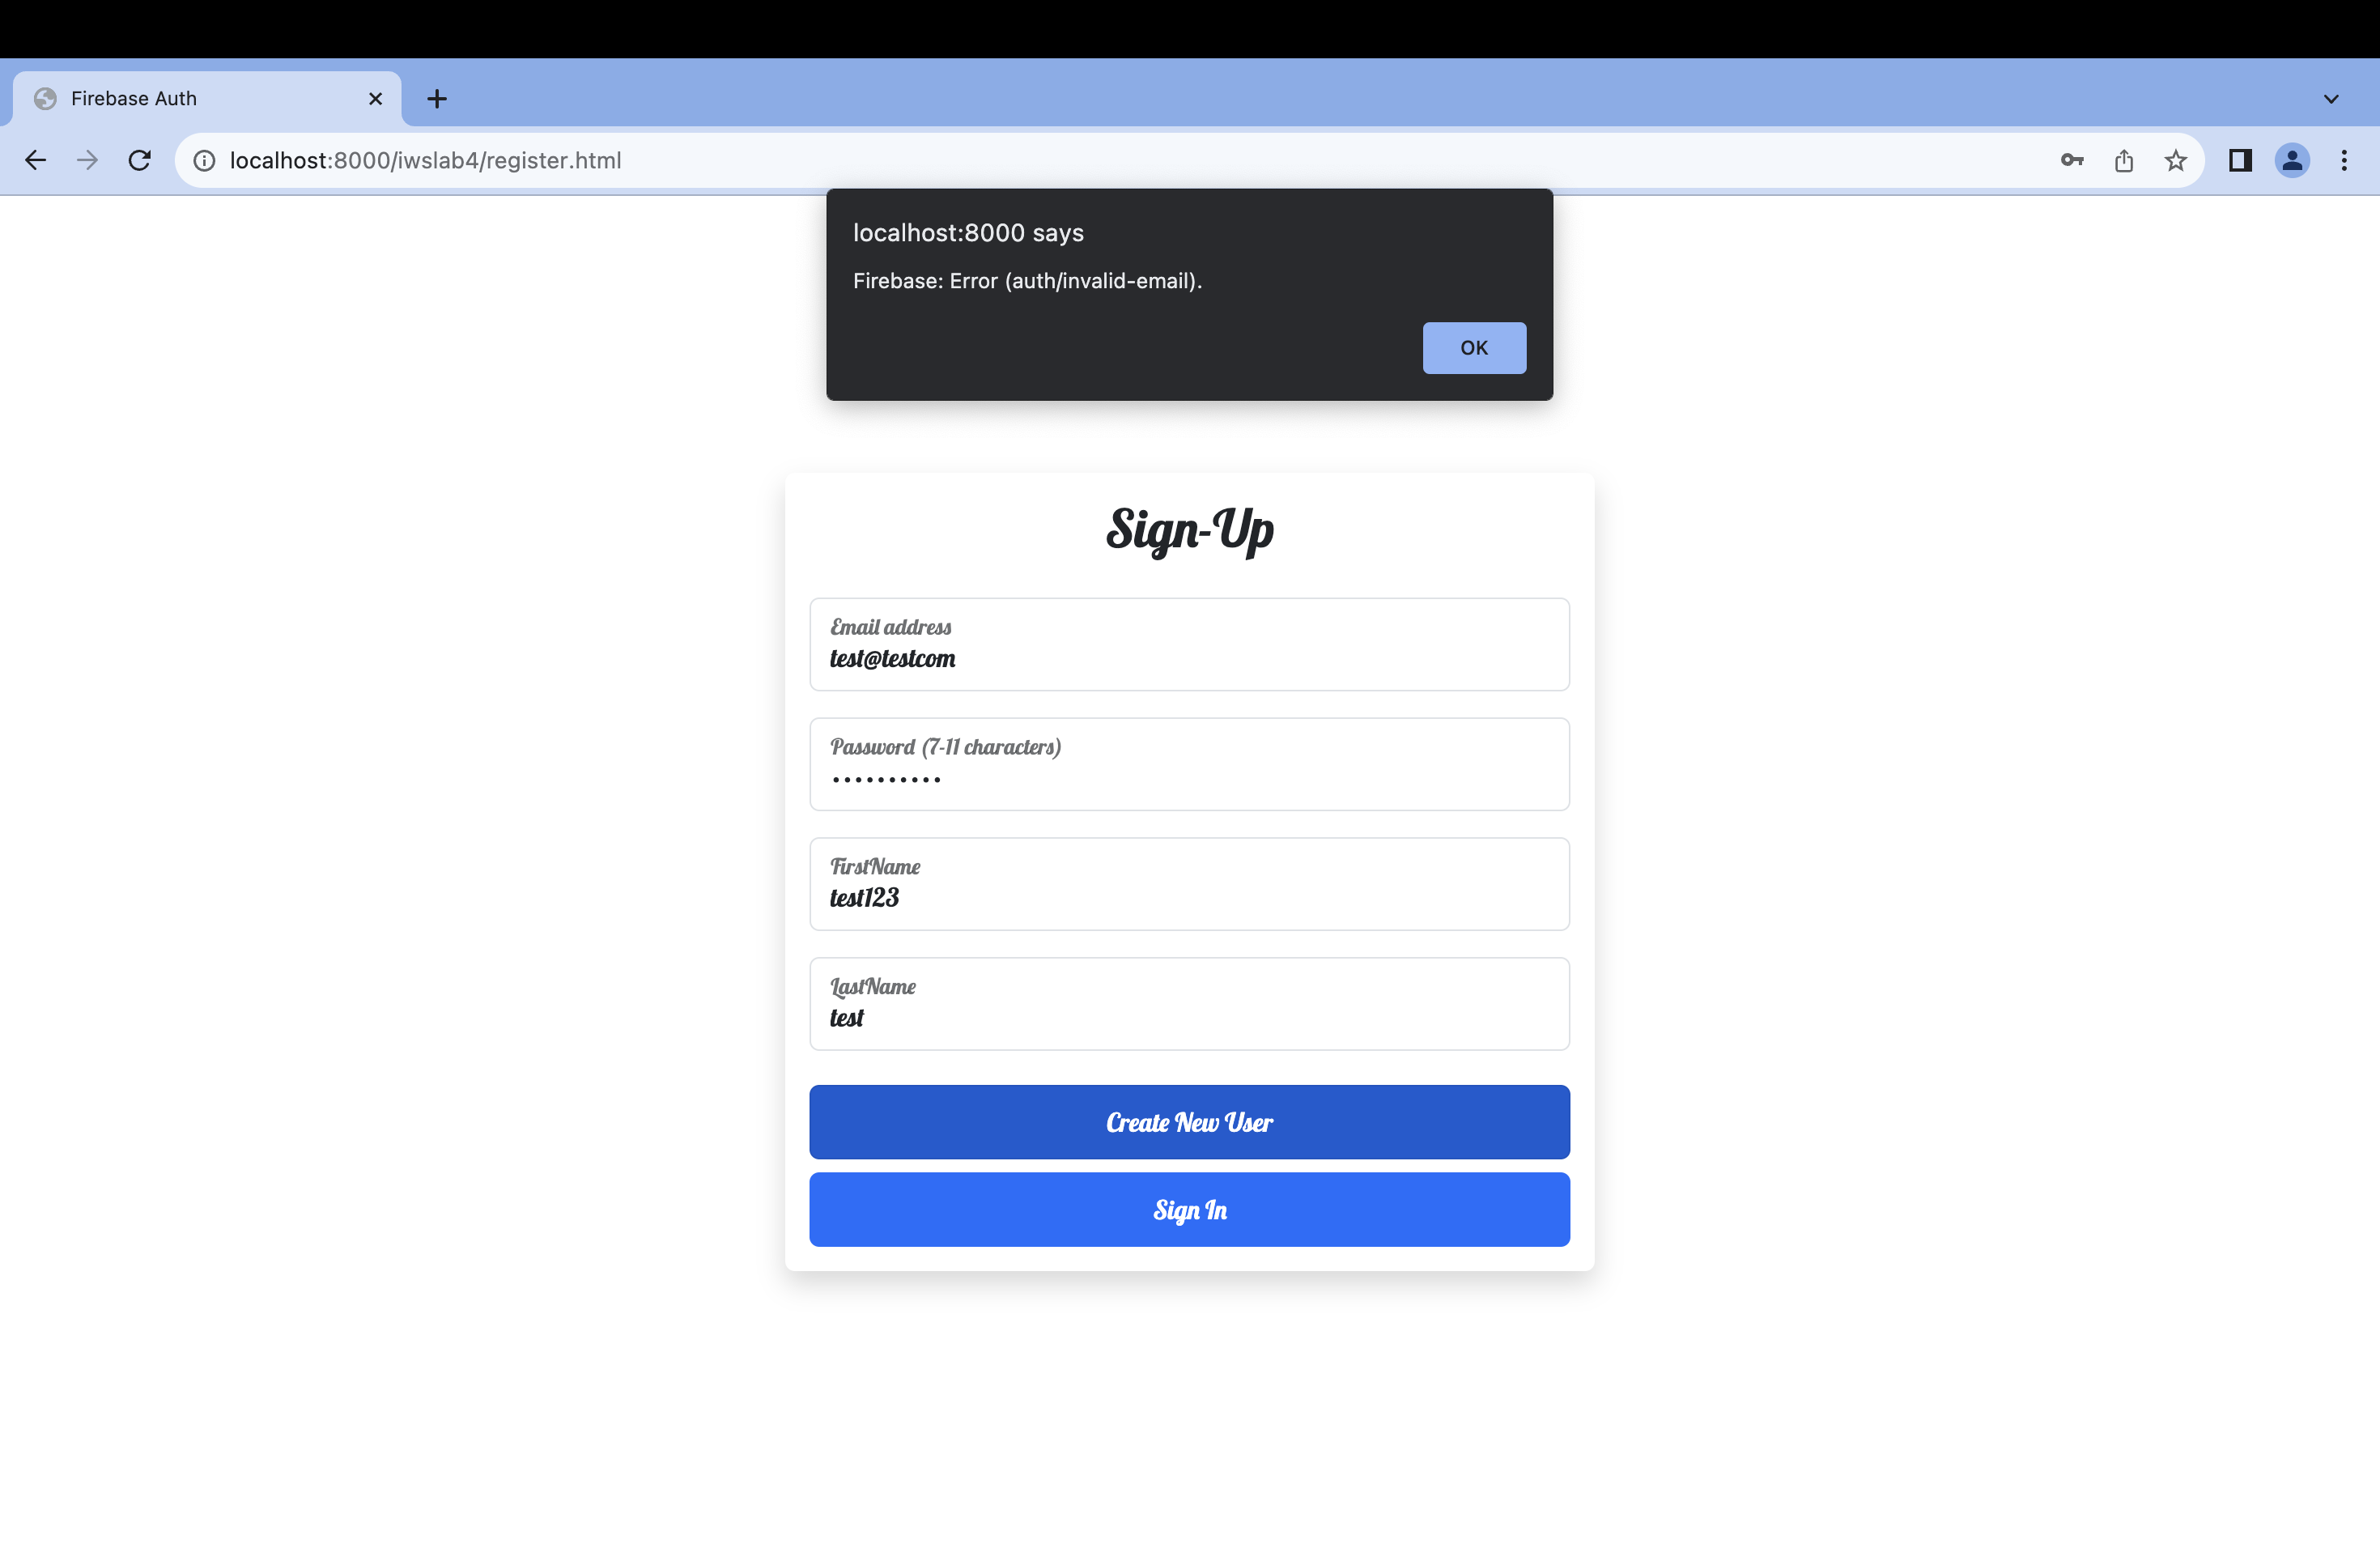 Firebase Auth
localhost:8000/iwslab4/register.html
localhost:8000 says
Firebase: Error (auth/invalid-email).
OK
Sign-Up
Email address
test@testcom
Password (7-11 characters)
••••••••••
FirstName
test123
LastName
test
Create New User
Sign In